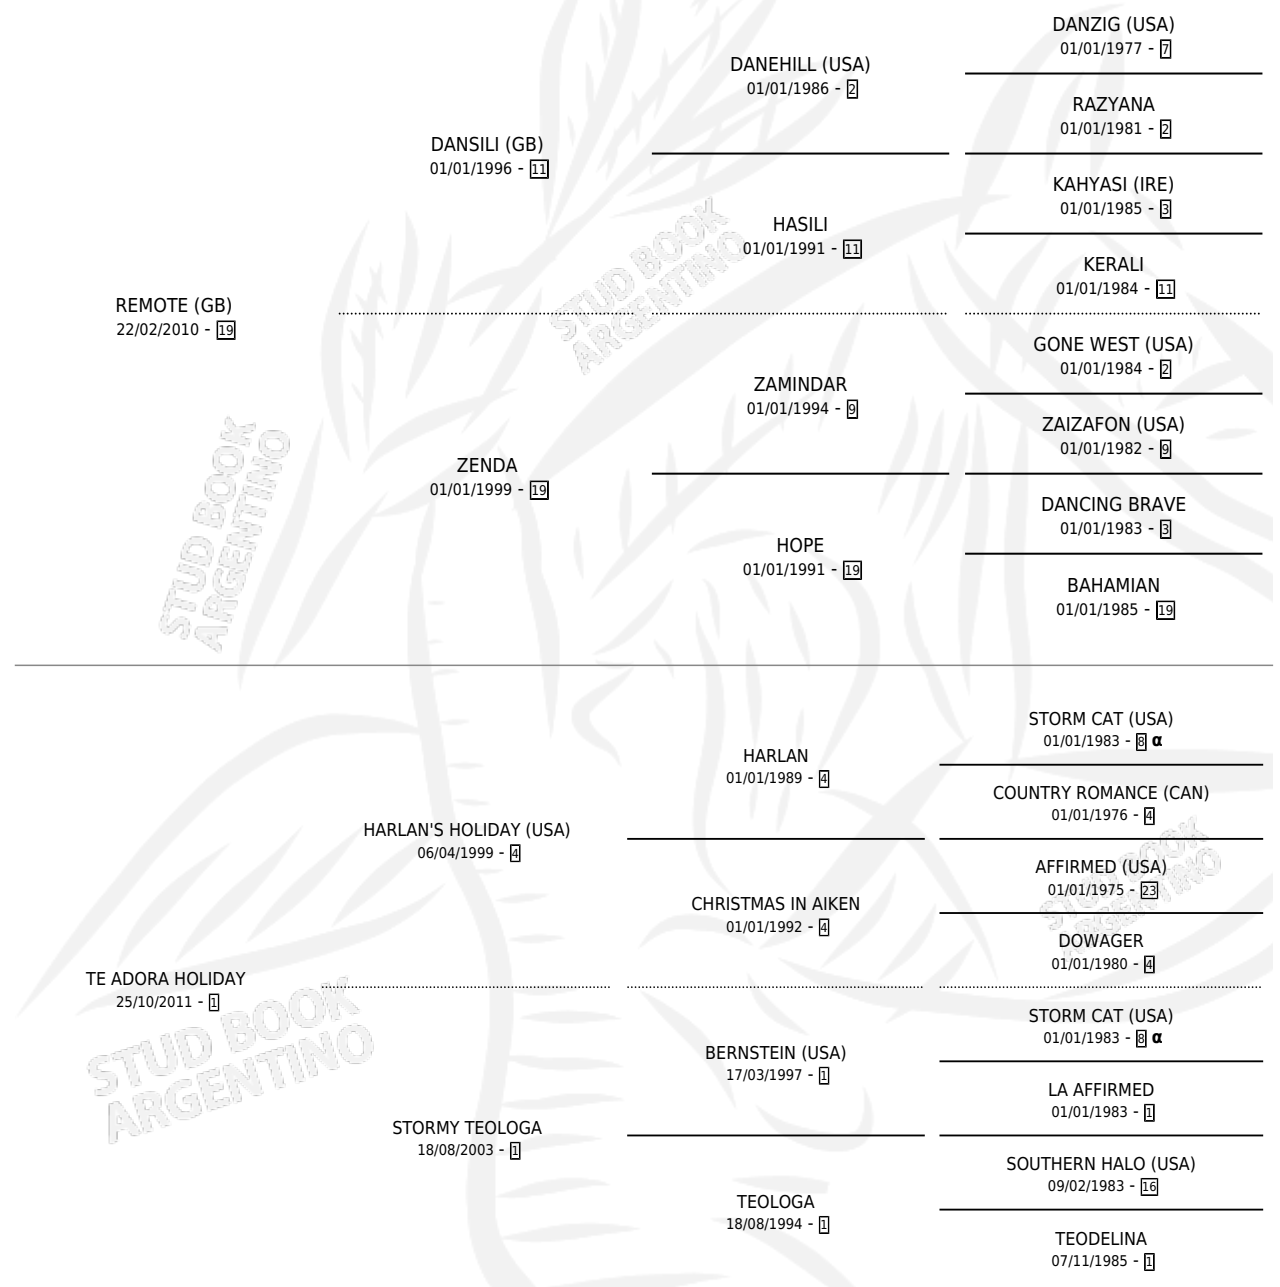 DANZIG (USA)
01/01/1977 - 7
DANEHILL (USA)
01/01/1986 - 2
RAZYANA
01/01/1981 - 2
DANSILI (GB)
01/01/1996 - 11
KAHYASI (IRE)
01/01/1985 - 3
HASILI
01/01/1991 - 11
KERALI
01/01/1984 - 11
REMOTE (GB)
22/02/2010 - 19
GONE WEST (USA)
01/01/1984 - 2
ZAMINDAR
01/01/1994 - 9
ZAIZAFON (USA)
01/01/1982 - 9
ZENDA
01/01/1999 - 19
DANCING BRAVE
01/01/1983 - 3
HOPE
01/01/1991 - 19
BAHAMIAN
01/01/1985 - 19
STORM CAT (USA)
01/01/1983 - 8 α
HARLAN
01/01/1989 - 4
COUNTRY ROMANCE (CAN)
01/01/1976 - 4
HARLAN'S HOLIDAY (USA)
06/04/1999 - 4
AFFIRMED (USA)
01/01/1975 - 23
CHRISTMAS IN AIKEN
01/01/1992 - 4
DOWAGER
01/01/1980 - 4
TE ADORA HOLIDAY
25/10/2011 - 1
STORM CAT (USA)
01/01/1983 - 8 α
BERNSTEIN (USA)
17/03/1997 - 1
LA AFFIRMED
01/01/1983 - 1
STORMY TEOLOGA
18/08/2003 - 1
SOUTHERN HALO (USA)
09/02/1983 - 16
TEOLOGA
18/08/1994 - 1
TEODELINA
07/11/1985 - 1
STUD BOOK
ARGENTINO
STUD BOOK
ARGENTINO
STUD BOOK
ARGENTINO
STUD BOOK
ARGENTINO